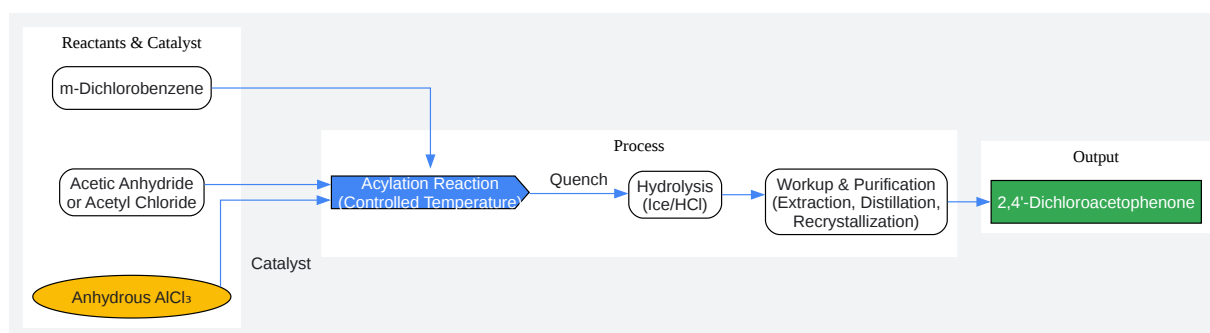 Reactants & Catalyst
m-Dichlorobenzene
Acetic Anhydride
or Acetyl Chloride
Anhydrous AlCl₃
Catalyst
Process
Acylation Reaction
(Controlled Temperature)
Quench
Hydrolysis
(Ice/HCl)
Workup & Purification
(Extraction, Distillation,
Recrystallization)
Output
2,4'-Dichloroacetophenone